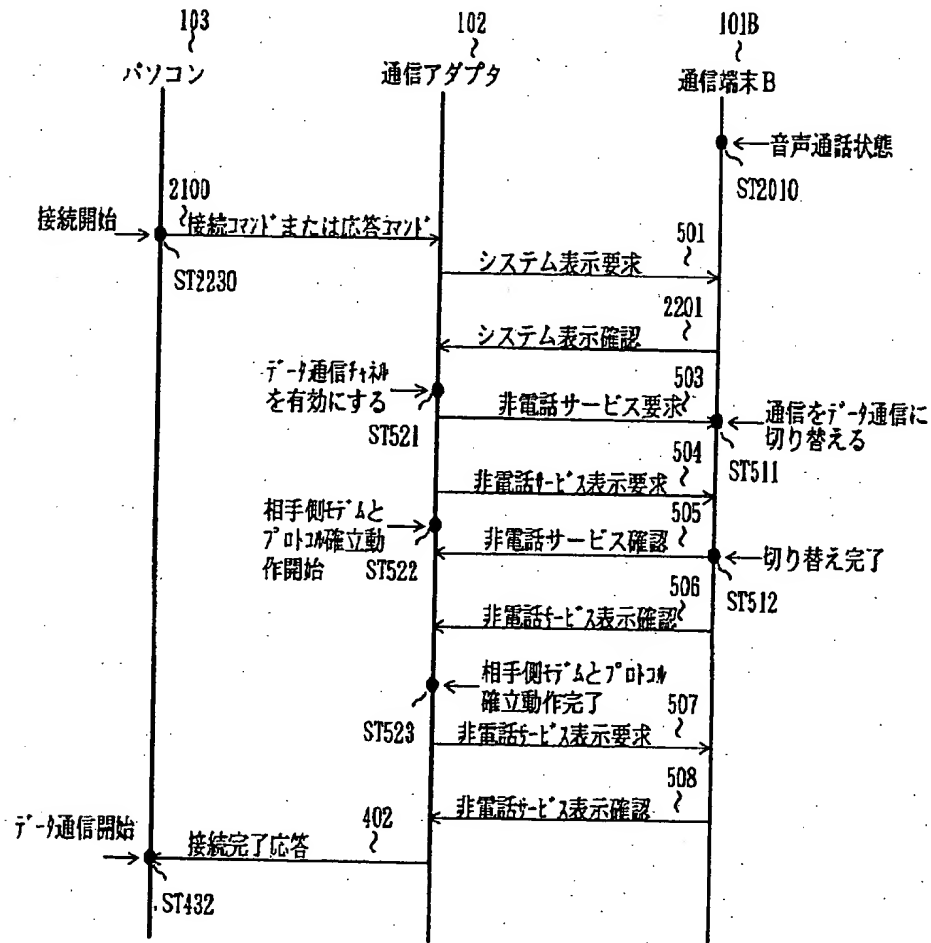 103
102
101B
パソコン
通信アダプタ
通信端末B
音声通話状態
ST2010
2100
接続開始
接続コマンドまたは応答コマンド
ST2230
501
システム表示要求
2201
システム表示確認
データ通信チャネル
を有効にする
ST521
503
非電話サービス要求
通信をデータ通信に
切り替える
ST511
504
非電話サービス表示要求
相手側モデムと
プロトコル確立動
作開始
ST522
505
非電話サービス確認
切り替え完了
ST512
506
非電話サービス表示確認
相手側モデムとプロトコル
確立動作完了
ST523
507
非電話サービス表示要求
508
非電話サービス表示確認
データ通信開始
402
接続完了応答
ST432